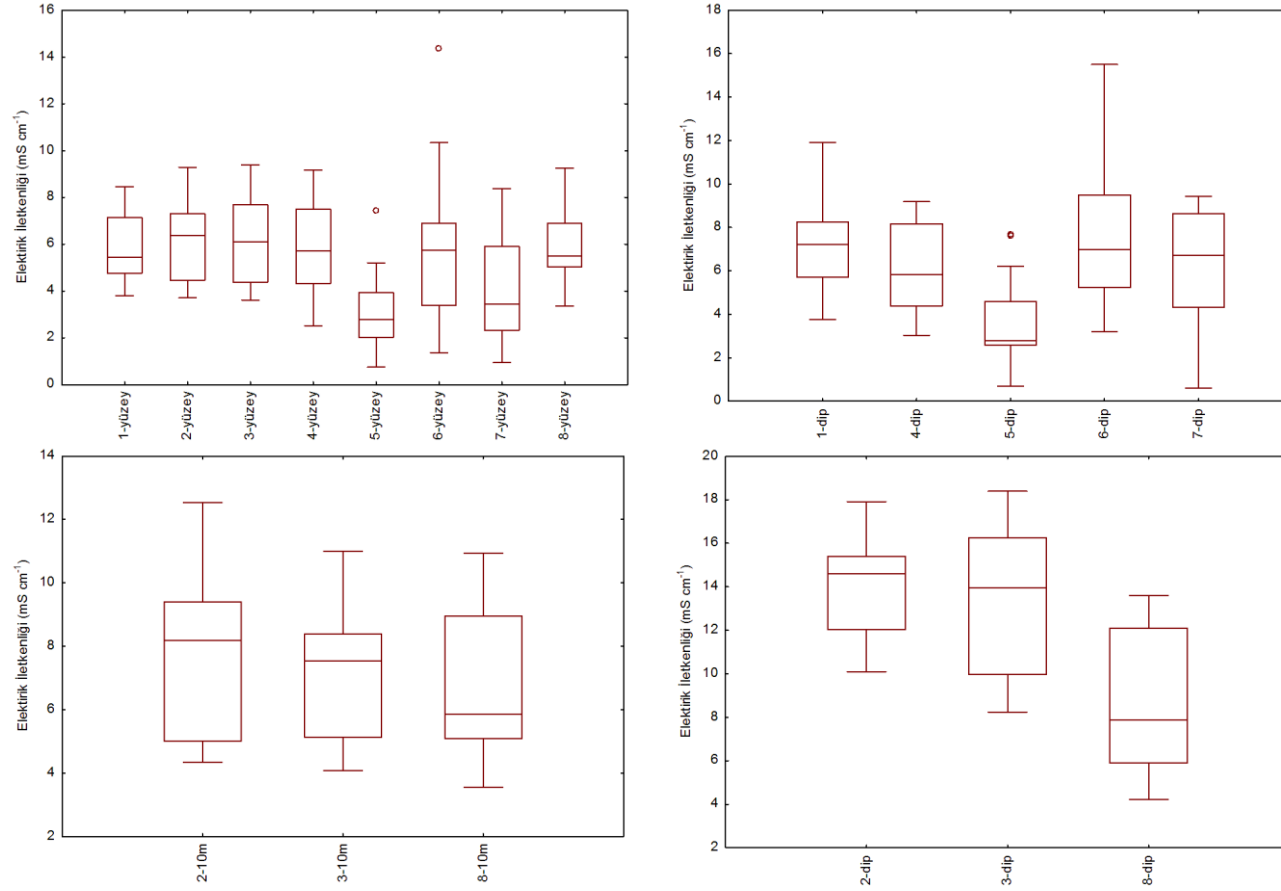 Elektirik İletkenliği (mS cm⁻¹)
16
14
12
10
8
6
4
2
0
1-yüzey
2-yüzey
3-yüzey
4-yüzey
5-yüzey
6-yüzey
7-yüzey
8-yüzey
Elektirik İletkenliği (mS cm⁻¹)
18
16
14
12
10
8
6
4
2
0
1-dip
4-dip
5-dip
6-dip
7-dip
Elektirik İletkenliği (mS cm⁻¹)
14
12
10
8
6
4
2
2-10m
3-10m
8-10m
Elektirik İletkenliği (mS cm⁻¹)
20
18
16
14
12
10
8
6
4
2
2-dip
3-dip
8-dip